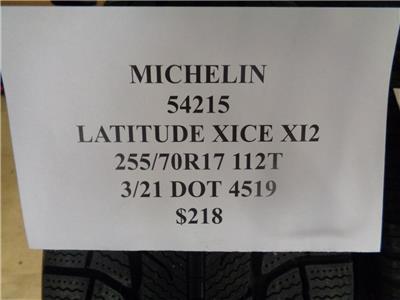 MICHELIN
54215
LATITUDE XICE XI2
255/70R17 112T
3/21 DOT 4519
$218